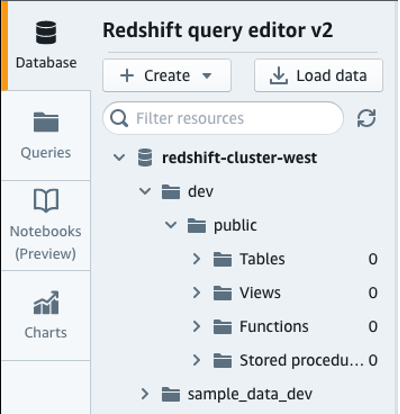 Redshift query editor v2
Database
Create
Load data
Filter resources
Queries
redshift-cluster-west
dev
Notebooks
(Preview)
public
Tables 0
Views 0
Charts
Functions 0
Stored procedu... 0
sample_data_dev